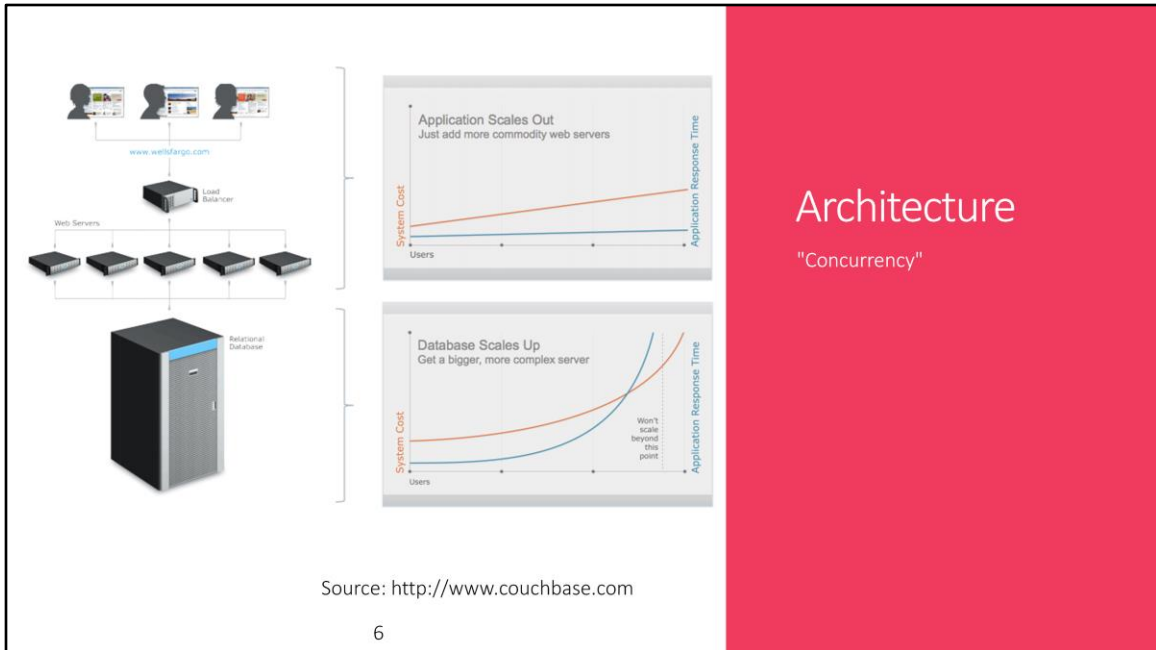 www.wellsfargo.com
Load
Balancer
Web Servers
Relational
Database
Application Scales Out
Just add more commodity web servers
System Cost
Application Response Time
Users
Database Scales Up
Get a bigger, more complex server
System Cost
Won't
scale
beyond
this
point
Application Response Time
Users
Source: http://www.couchbase.com
6
Architecture
"Concurrency"